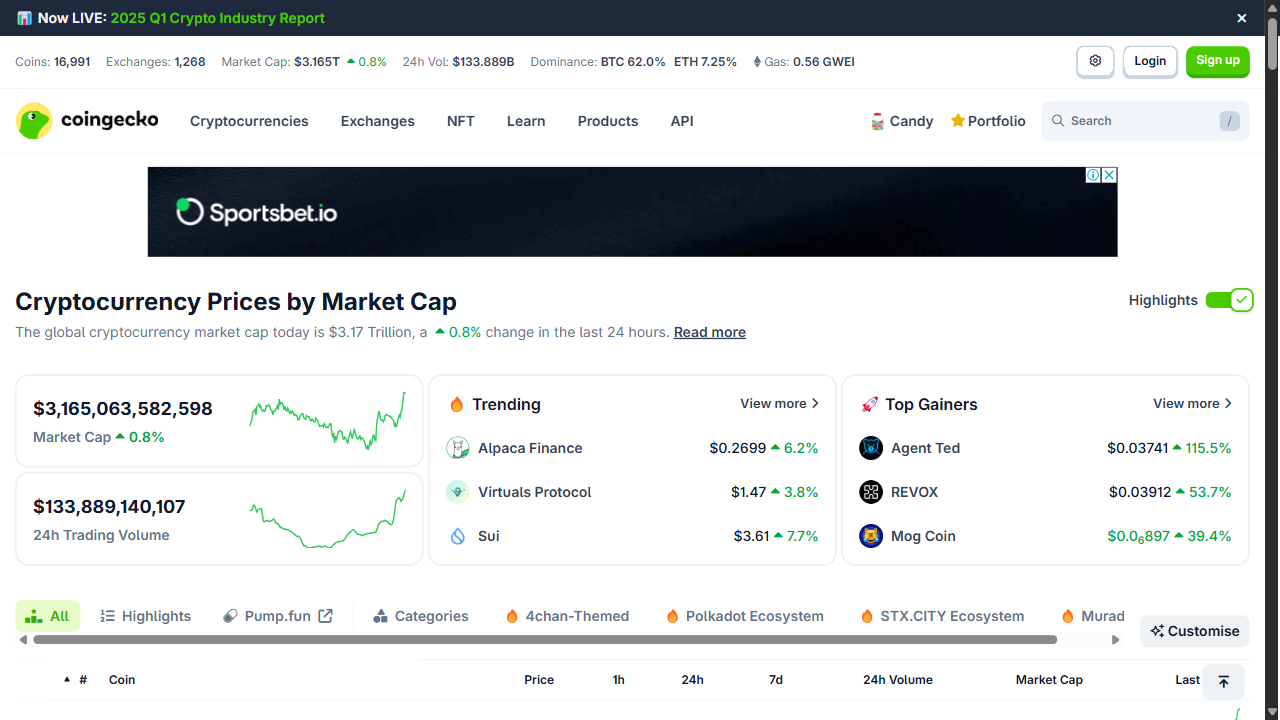 Now LIVE: 2025 Q1 Crypto Industry Report
Coins: 16,991 Exchanges: 1,268 Market Cap: $3.165T 0.8% 24h Vol: $133.889B Dominance: BTC 62.0% ETH 7.25% Gas: 0.56 GWEI
Login
Sign up
coingecko
Cryptocurrencies Exchanges NFT Learn Products API
Candy Portfolio
Search /
Sportsbet.io
Cryptocurrency Prices by Market Cap
Highlights
The global cryptocurrency market cap today is $3.17 Trillion, a 0.8% change in the last 24 hours. Read more
$3,165,063,582,598
Market Cap 0.8%
$133,889,140,107
24h Trading Volume
Trending View more
Alpaca Finance $0.2699 6.2%
Virtuals Protocol $1.47 3.8%
Sui $3.61 7.7%
Top Gainers View more
Agent Ted $0.03741 115.5%
REVOX $0.03912 53.7%
Mog Coin $0.0₆897 39.4%
All Highlights Pump.fun Categories 4chan-Themed Polkadot Ecosystem STX.CITY Ecosystem Murad
Customise
# Coin Price 1h 24h 7d 24h Volume Market Cap Last